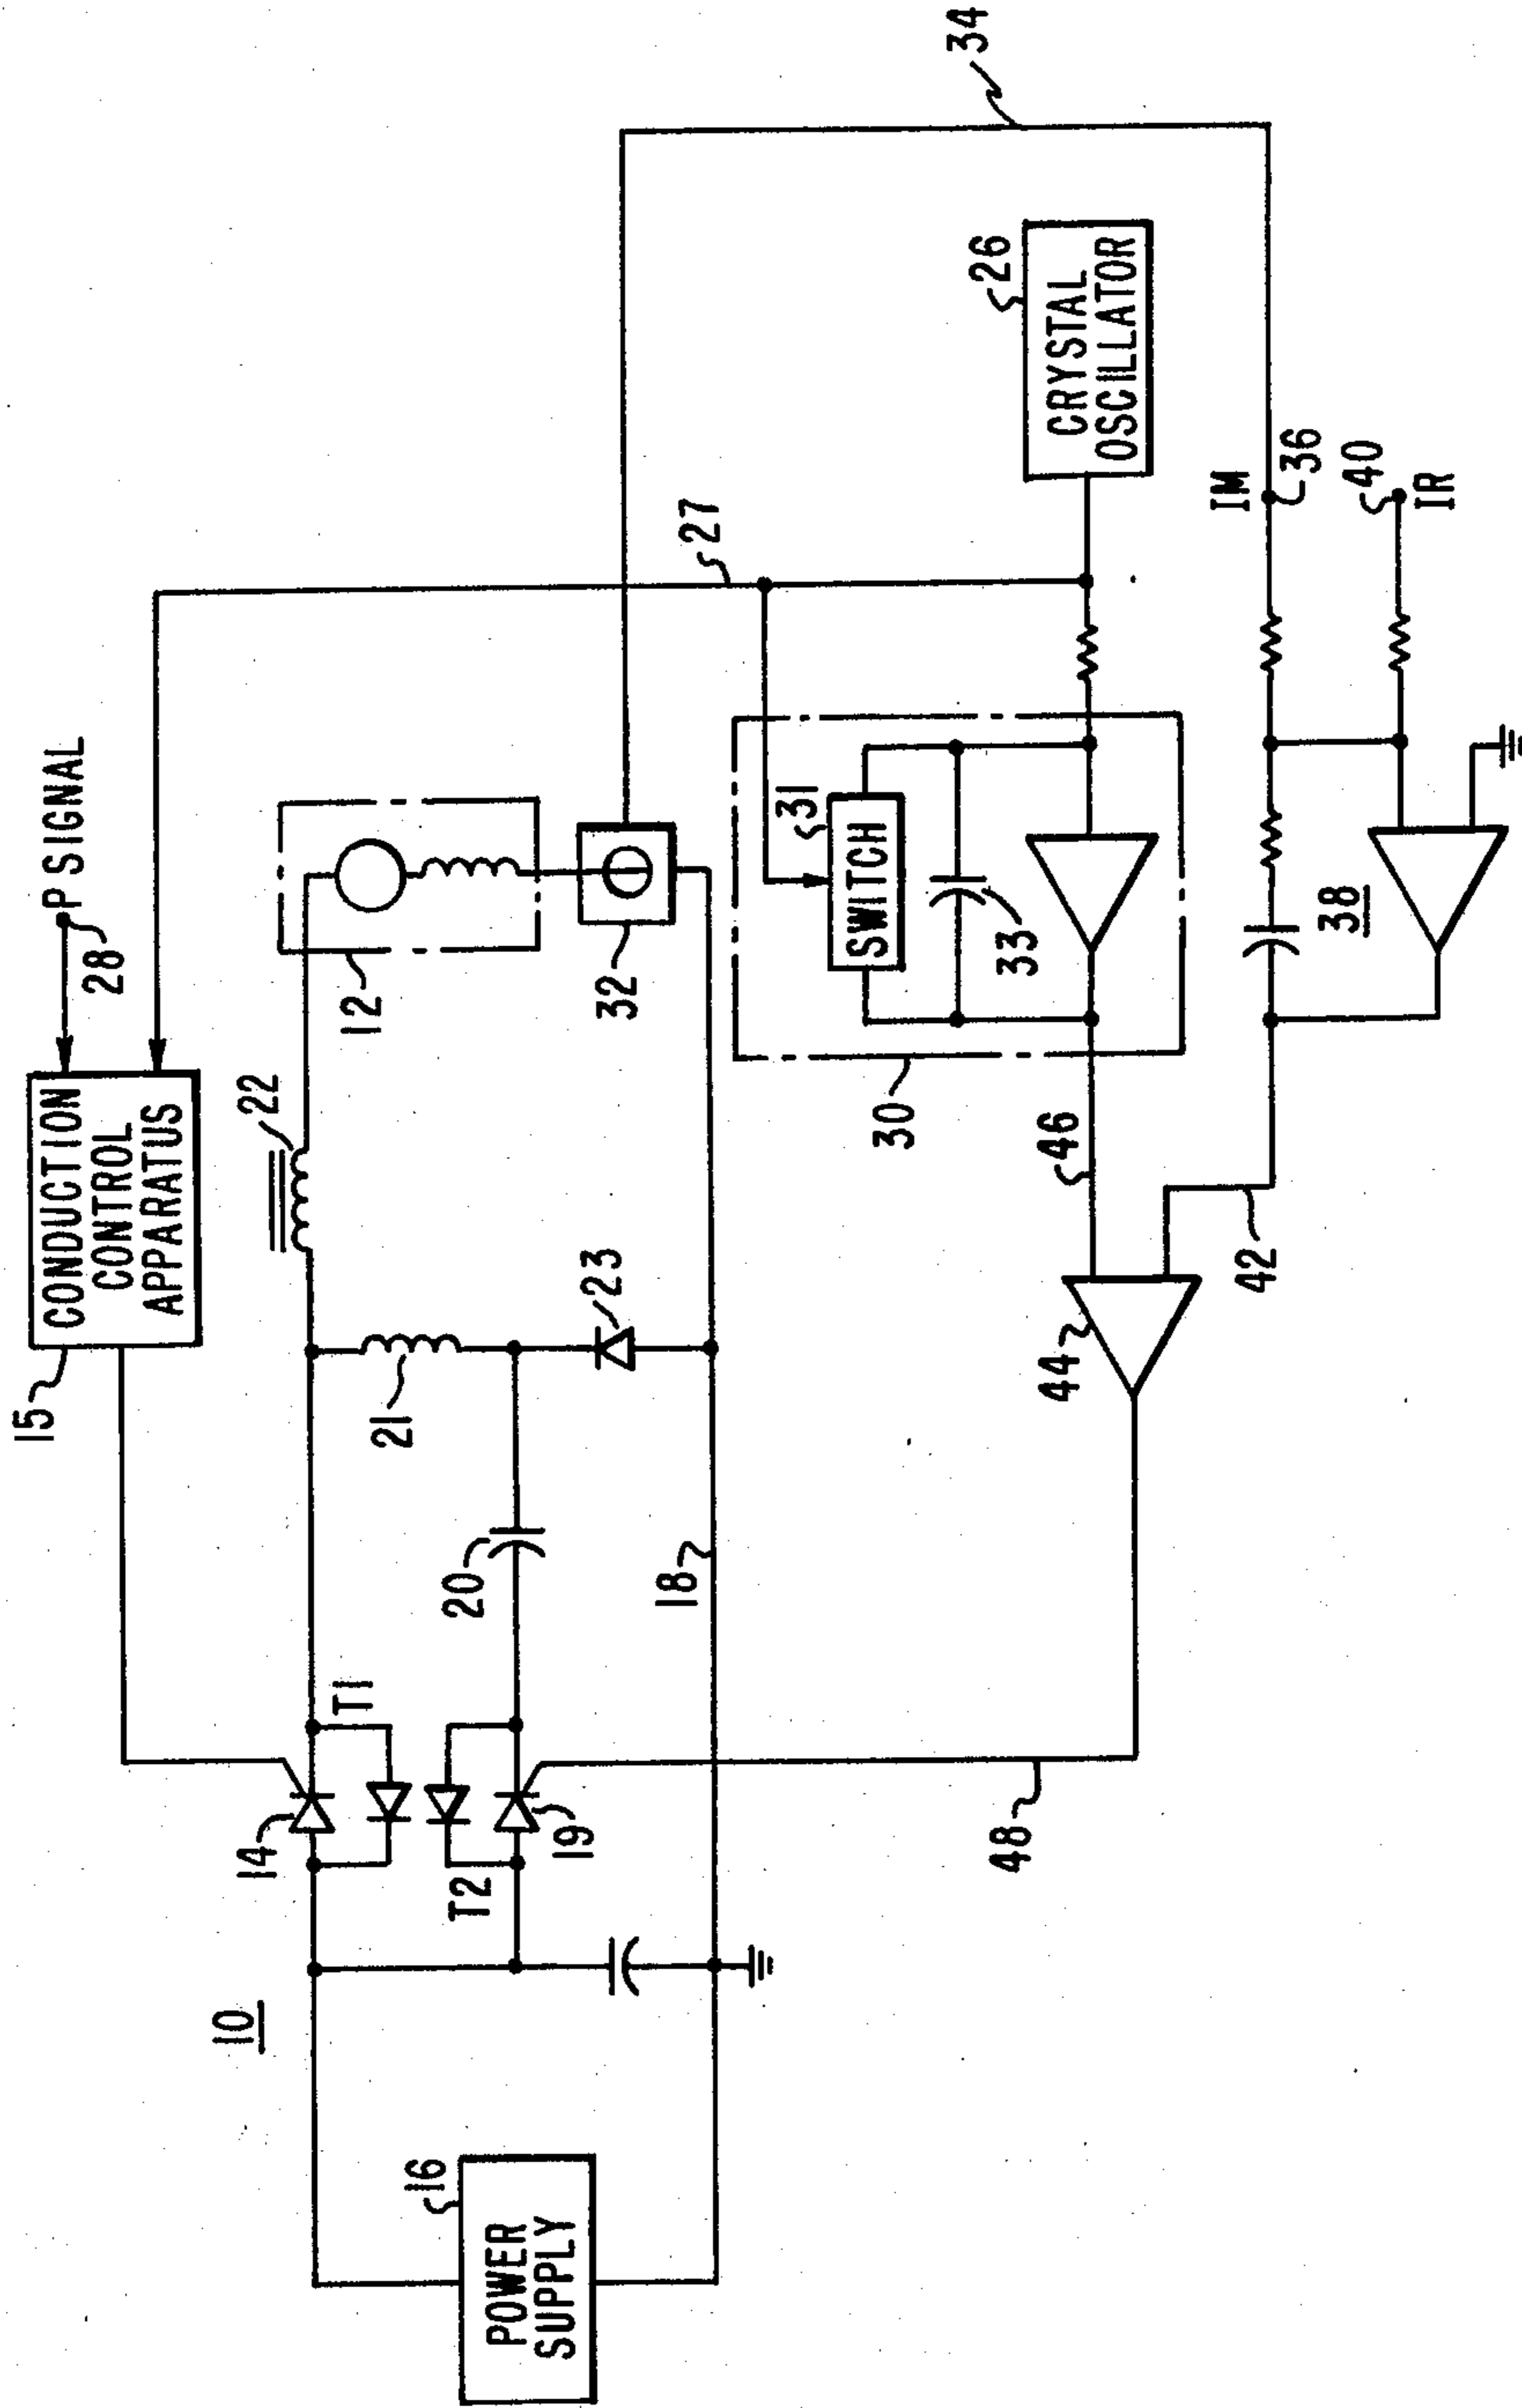 10
16
POWER
SUPPLY
14
T1
T2
19
15
CONDUCTION
CONTROL
APPARATUS
28
P SIGNAL
22
12
21
20
23
18
32
27
34
31
SWITCH
33
30
26
CRYSTAL
OSCILLATOR
46
44
42
48
38
IM
36
40
IR